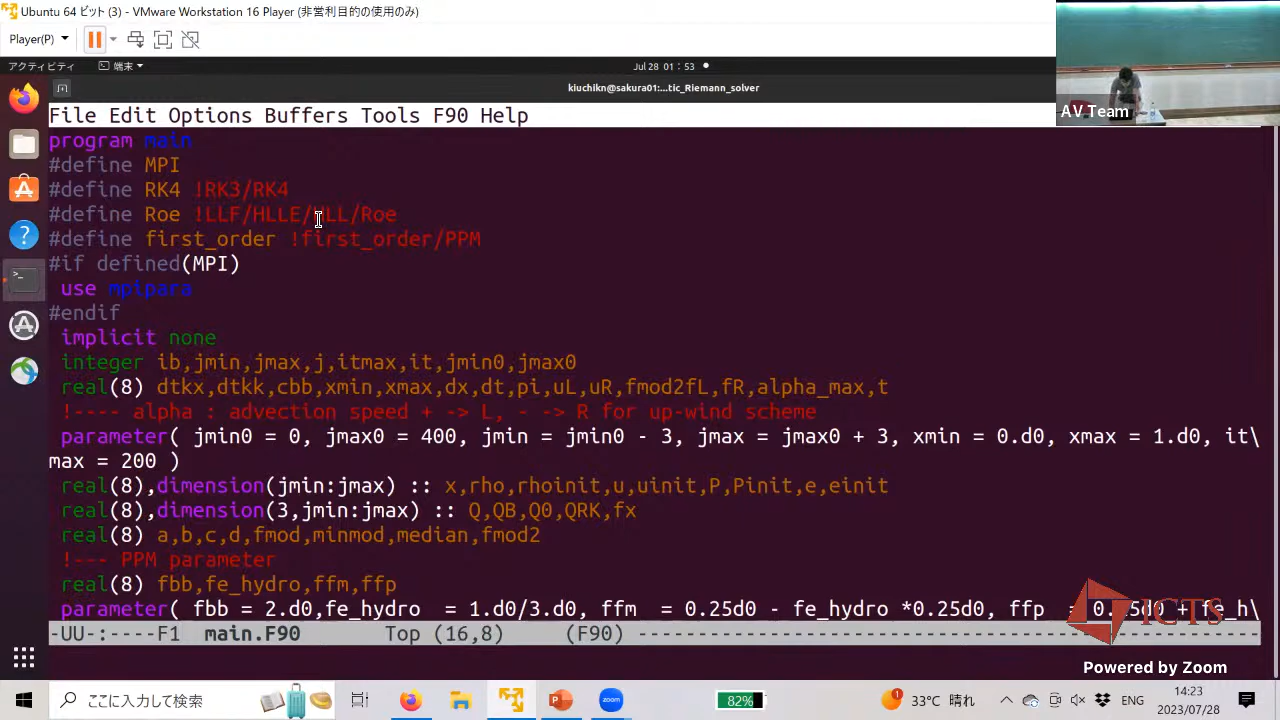 Ubuntu 64 ビット (3) - VMware Workstation 16 Player (非営利目的の使用のみ)
Player(P)
アクティビティ 端末 Jul 28 01:53
kiuchikn@sakura01:...tic_Riemann_solver
AV Team
File Edit Options Buffers Tools F90 Help
program main
#define MPI
#define RK4 !RK3/RK4
#define Roe !LLF/HLLE/HLL/Roe
#define first_order !first_order/PPM
#if defined(MPI)
use mpipara
#endif
implicit none
integer ib,jmin,jmax,j,itmax,it,jmin0,jmax0
real(8) dtkx,dtkk,cbb,xmin,xmax,dx,dt,pi,uL,uR,fmod2fL,fR,alpha_max,t
!---- alpha : advection speed + -> L, - -> R for up-wind scheme
parameter( jmin0 = 0, jmax0 = 400, jmin = jmin0 - 3, jmax = jmax0 + 3, xmin = 0.d0, xmax = 1.d0, it\
max = 200 )
real(8),dimension(jmin:jmax) :: x,rho,rhoinit,u,uinit,P,Pinit,e,einit
real(8),dimension(3,jmin:jmax) :: Q,QB,Q0,QRK,fx
real(8) a,b,c,d,fmod,minmod,median,fmod2
!--- PPM parameter
real(8) fbb,fe_hydro,ffm,ffp
parameter( fbb = 2.d0,fe_hydro = 1.d0/3.d0, ffm = 0.25d0 - fe_hydro *0.25d0, ffp = 0.25d0 + fe_h\
-UU-:----F1 main.F90 Top (16,8) (F90) ----------------------------------------------------
ICTS
Powered by Zoom
ここに入力して検索
82%
1
33°C 晴れ
ENG
14:23
2023/07/28